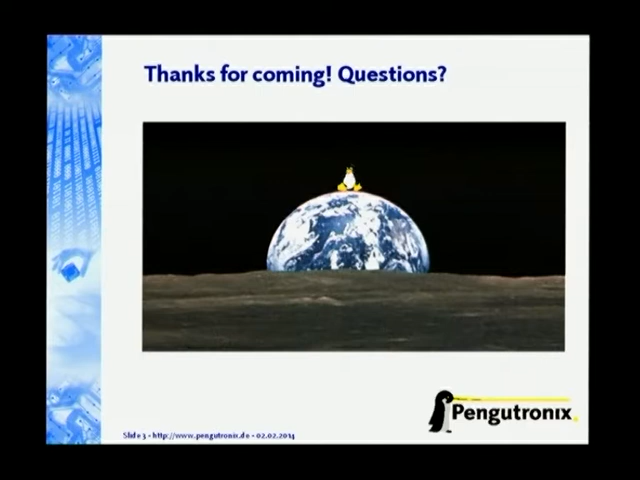 Thanks for coming! Questions?
Pengutronix
Slide 3 - http://www.pengutronix.de - 02.02.2014